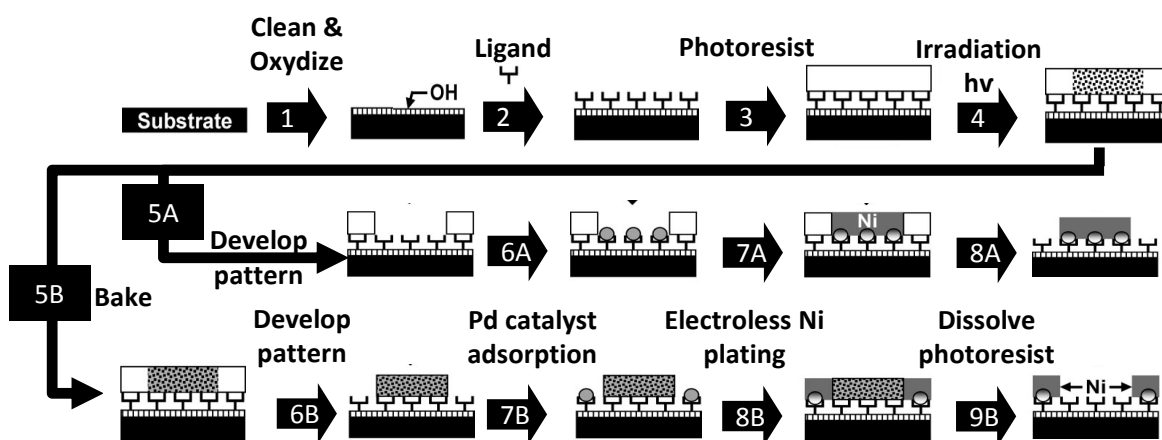 Clean &
Oxydize
Ligand
Photoresist
Irradiation
hv
OH
Substrate
1
2
3
4
5A
Develop
pattern
6A
7A
Ni
8A
5B
Bake
Develop
pattern
Pd catalyst
adsorption
Electroless Ni
plating
Dissolve
photoresist
6B
7B
8B
9B
Ni